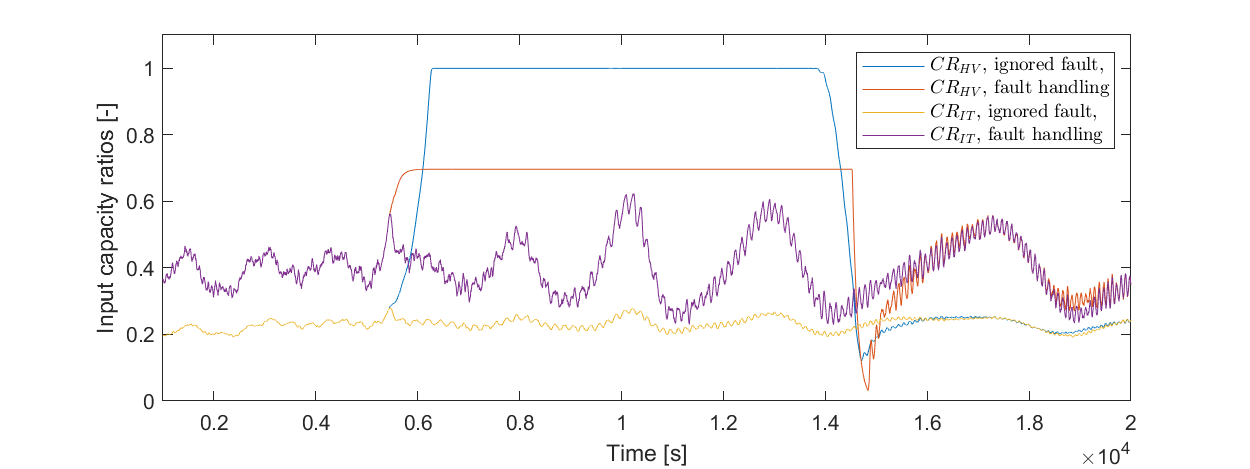 Input capacity ratios [-]
1
0.8
0.6
0.4
0.2
0
CR_HV, ignored fault,
CR_HV, fault handling
CR_IT, ignored fault,
CR_IT, fault handling
0.2 0.4 0.6 0.8 1 1.2 1.4 1.6 1.8 2
Time [s]
×10^4